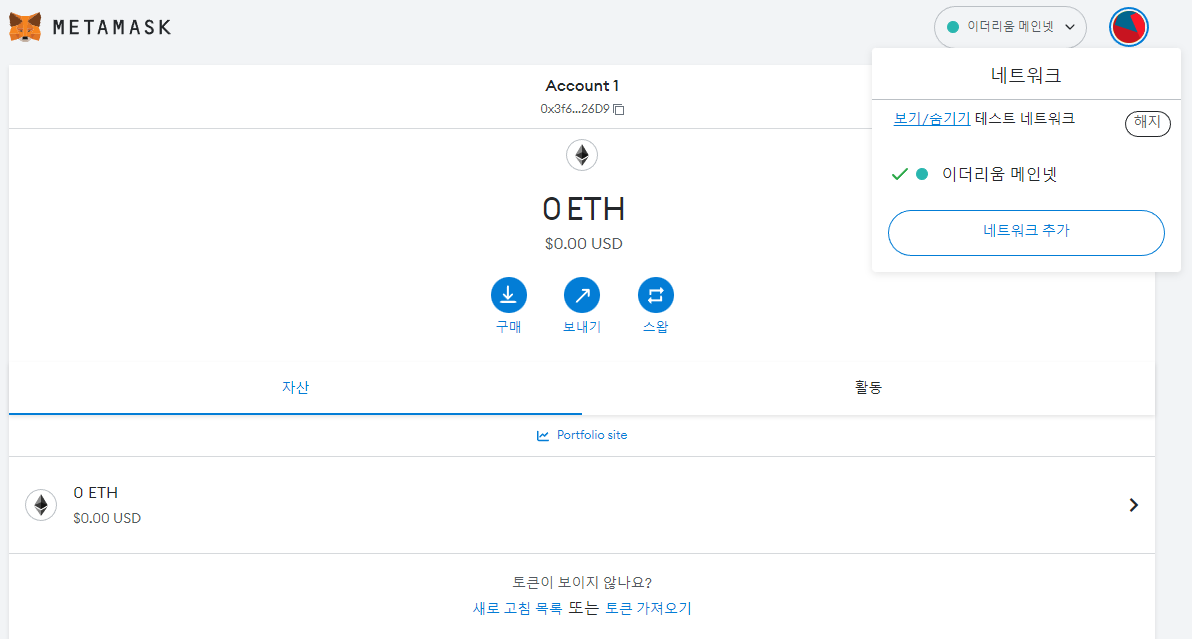 METAMASK
이더리움 메인넷
네트워크
보기/숨기기 테스트 네트워크
해지
이더리움 메인넷
네트워크 추가
Account 1
0x3f6...26D9
0 ETH
$0.00 USD
구매
보내기
스왑
자산
활동
Portfolio site
0 ETH
$0.00 USD
토큰이 보이지 않나요?
새로 고침 목록 또는 토큰 가져오기